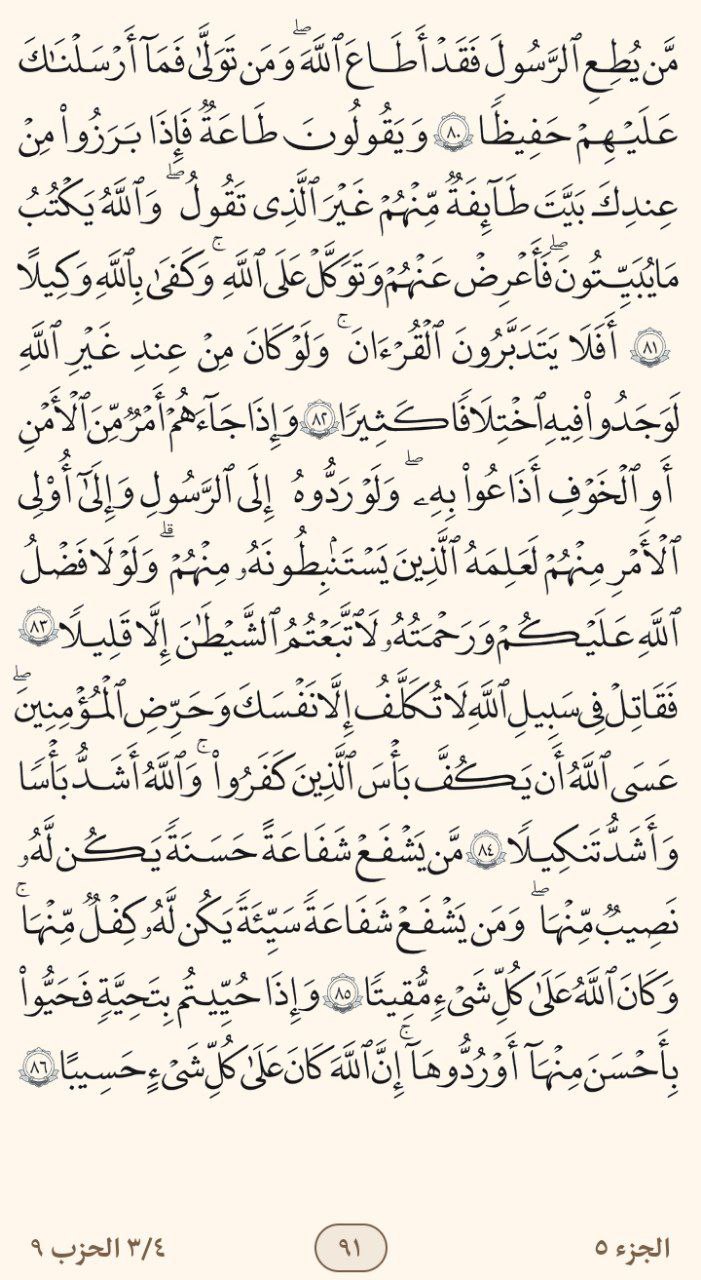 مَّن يُطِعِ ٱلرَّسُولَ فَقَدۡ أَطَاعَ ٱللَّهَۖ وَمَن تَوَلَّىٰ فَمَآ أَرۡسَلۡنَٰكَ
عَلَيۡهِمۡ حَفِيظٗا ٨٠ وَيَقُولُونَ طَاعَةٞ فَإِذَا بَرَزُواْ مِنۡ
عِندِكَ بَيَّتَ طَآئِفَةٞ مِّنۡهُمۡ غَيۡرَ ٱلَّذِي تَقُولُۖ وَٱللَّهُ يَكۡتُبُ
مَا يُبَيِّتُونَۖ فَأَعۡرِضۡ عَنۡهُمۡ وَتَوَكَّلۡ عَلَى ٱللَّهِۚ وَكَفَىٰ بِٱللَّهِ وَكِيلًا
٨١ أَفَلَا يَتَدَبَّرُونَ ٱلۡقُرۡءَانَۚ وَلَوۡ كَانَ مِنۡ عِندِ غَيۡرِ ٱللَّهِ
لَوَجَدُواْ فِيهِ ٱخۡتِلَٰفٗا كَثِيرٗا ٨٢ وَإِذَا جَآءَهُمۡ أَمۡرٞ مِّنَ ٱلۡأَمۡنِ
أَوِ ٱلۡخَوۡفِ أَذَاعُواْ بِهِۦۖ وَلَوۡ رَدُّوهُ إِلَى ٱلرَّسُولِ وَإِلَىٰٓ أُوْلِي
ٱلۡأَمۡرِ مِنۡهُمۡ لَعَلِمَهُ ٱلَّذِينَ يَسۡتَنۢبِطُونَهُۥ مِنۡهُمۡۗ وَلَوۡلَا فَضۡلُ
ٱللَّهِ عَلَيۡكُمۡ وَرَحۡمَتُهُۥ لَٱتَّبَعۡتُمُ ٱلشَّيۡطَٰنَ إِلَّا قَلِيلٗا ٨٣
فَقَٰتِلۡ فِي سَبِيلِ ٱللَّهِ لَا تُكَلَّفُ إِلَّا نَفۡسَكَۚ وَحَرِّضِ ٱلۡمُؤۡمِنِينَۖ
عَسَى ٱللَّهُ أَن يَكُفَّ بَأۡسَ ٱلَّذِينَ كَفَرُواْۚ وَٱللَّهُ أَشَدُّ بَأۡسٗا
وَأَشَدُّ تَنكِيلٗا ٨٤ مَّن يَشۡفَعۡ شَفَٰعَةً حَسَنَةٗ يَكُن لَّهُۥ
نَصِيبٞ مِّنۡهَاۖ وَمَن يَشۡفَعۡ شَفَٰعَةٗ سَيِّئَةٗ يَكُن لَّهُۥ كِفۡلٞ مِّنۡهَاۗ
وَكَانَ ٱللَّهُ عَلَىٰ كُلِّ شَيۡءٖ مُّقِيتٗا ٨٥ وَإِذَا حُيِّيتُم بِتَحِيَّةٖ فَحَيُّواْ
بِأَحۡسَنَ مِنۡهَآ أَوۡ رُدُّوهَآۚ إِنَّ ٱللَّهَ كَانَ عَلَىٰ كُلِّ شَيۡءٍ حَسِيبًا ٨٦
الجزء ٥ ٩١ ٣/٤ الحزب ٩